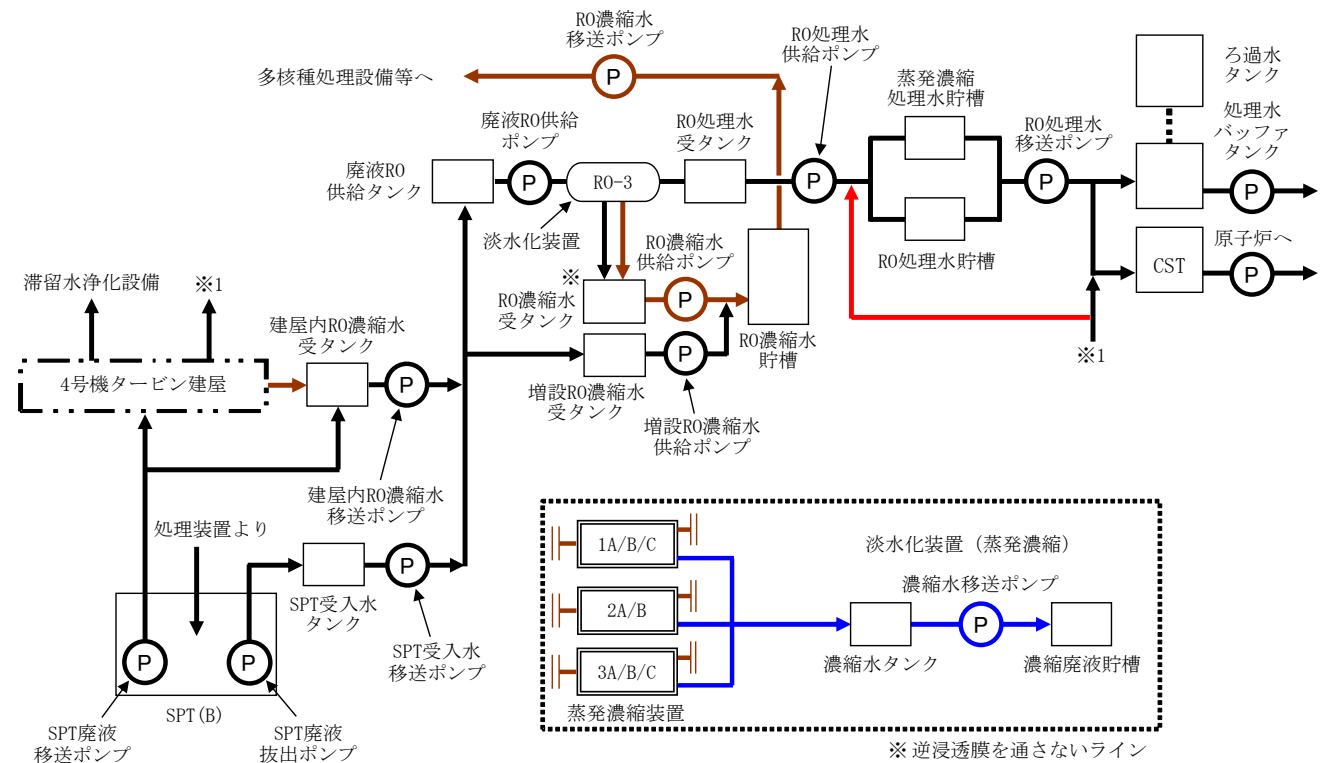 RO濃縮水
移送ポンプ
多核種処理設備等へ
P
RO処理水
供給ポンプ
蒸発濃縮
処理水貯槽
ろ過水
タンク
廃液RO供給
ポンプ
RO処理水
受タンク
RO処理水
移送ポンプ
処理水
バッファ
タンク
廃液RO
供給タンク
P
RO-3
P
P
P
淡水化装置
RO濃縮水
供給ポンプ
RO処理水貯槽
CST
原子炉へ
P
滞留水浄化設備
※1
※
RO濃縮水
受タンク
P
RO濃縮水
貯槽
※1
建屋内RO濃縮水
受タンク
4号機タービン建屋
P
P
増設RO濃縮水
受タンク
増設RO濃縮水
供給ポンプ
建屋内RO濃縮水
移送ポンプ
処理装置より
P
SPT受入水
タンク
SPT受入水
移送ポンプ
P
P
SPT(B)
SPT廃液
移送ポンプ
SPT廃液
抜出ポンプ
1A/B/C
2A/B
3A/B/C
蒸発濃縮装置
淡水化装置（蒸発濃縮）
濃縮水移送ポンプ
P
濃縮水タンク
濃縮廃液貯槽
※ 逆浸透膜を通さないライン